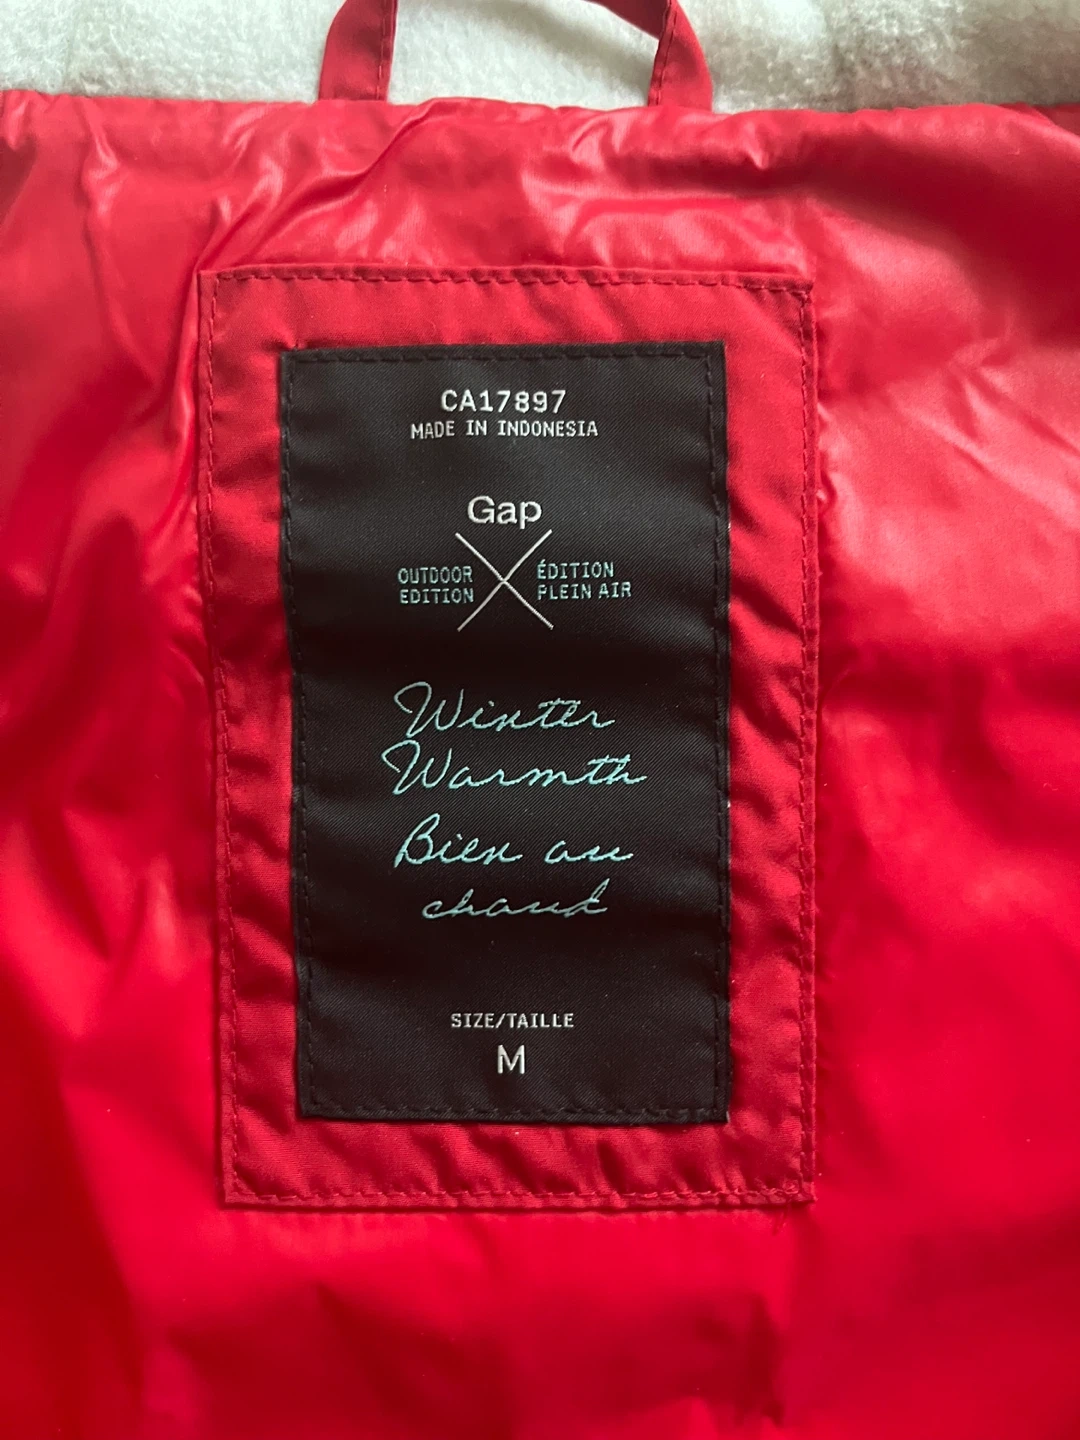 CA17897
MADE IN INDONESIA
Gap
OUTDOOR EDITION
ÉDITION PLEIN AIR
Winter
Warmth
Bien au
chaud
SIZE/TAILLE
M